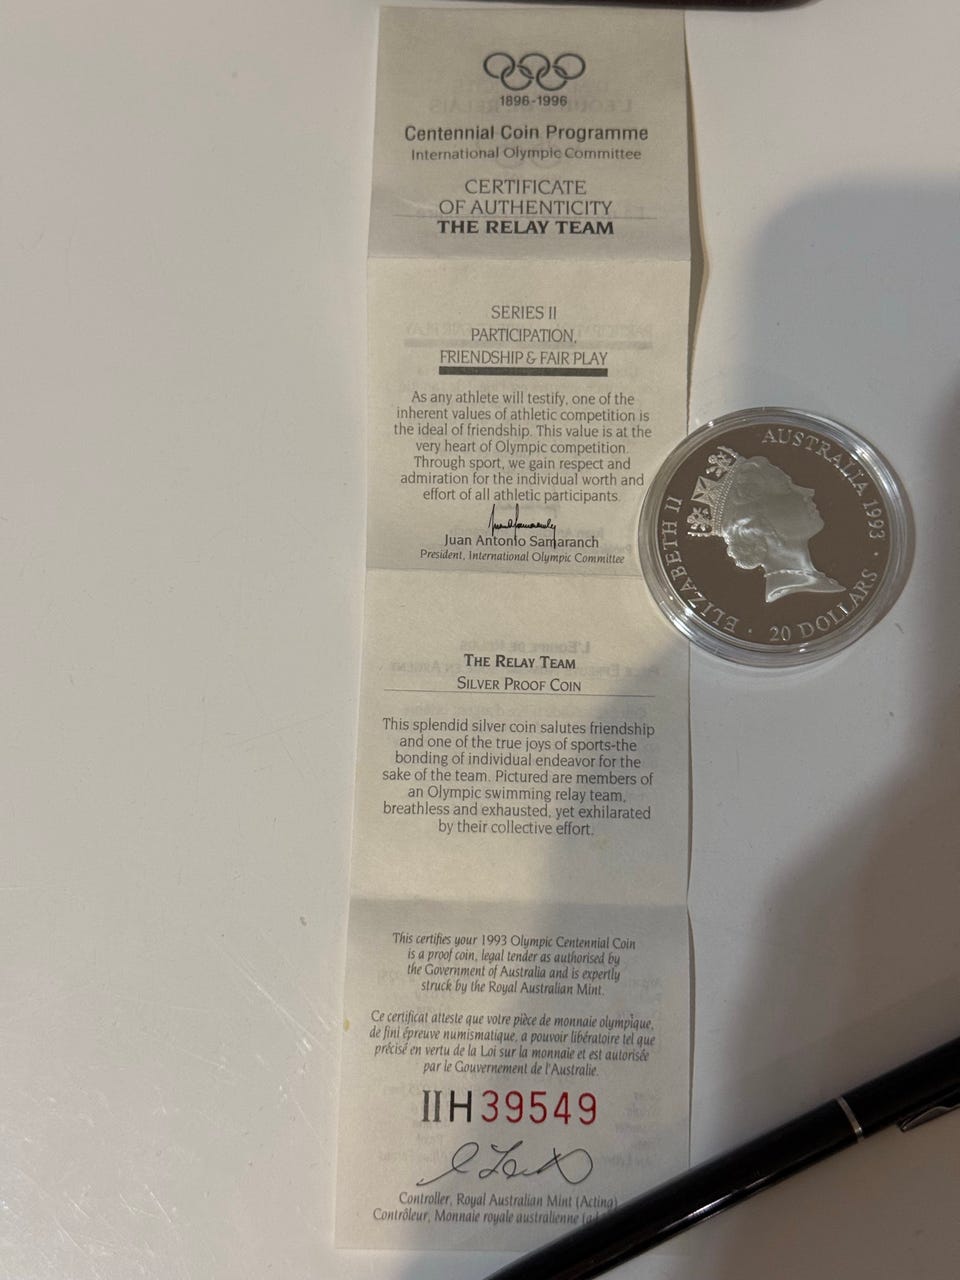 1896-1996
Centennial Coin Programme
International Olympic Committee
CERTIFICATE
OF AUTHENTICITY
THE RELAY TEAM
SERIES II
PARTICIPATION,
FRIENDSHIP & FAIR PLAY
As any athlete will testify, one of the
inherent values of athletic competition is
the ideal of friendship. This value is at the
very heart of Olympic competition.
Through sport, we gain respect and
admiration for the individual worth and
effort of all athletic participants.
Juan Antonio Samaranch
President, International Olympic Committee
THE RELAY TEAM
SILVER PROOF COIN
This splendid silver coin salutes friendship
and one of the true joys of sports-the
bonding of individual endeavor for the
sake of the team. Pictured are members of
an Olympic swimming relay team,
breathless and exhausted, yet exhilarated
by their collective effort.
This certifies your 1993 Olympic Centennial Coin
is a proof coin, legal tender as authorised by
the Government of Australia and is expertly
struck by the Royal Australian Mint.
Ce certificat atteste que votre pièce de monnaie olympique,
de fini épreuve numismatique, a pouvoir libératoire tel que
précisé en vertu de la Loi sur la monnaie et est autorisée
par le Gouvernement de l'Australie.
IIH39549
Controller, Royal Australian Mint (Acting)
Contrôleur, Monnaie royale australienne
ELIZABETH II
AUSTRALIA 1993
20 DOLLARS